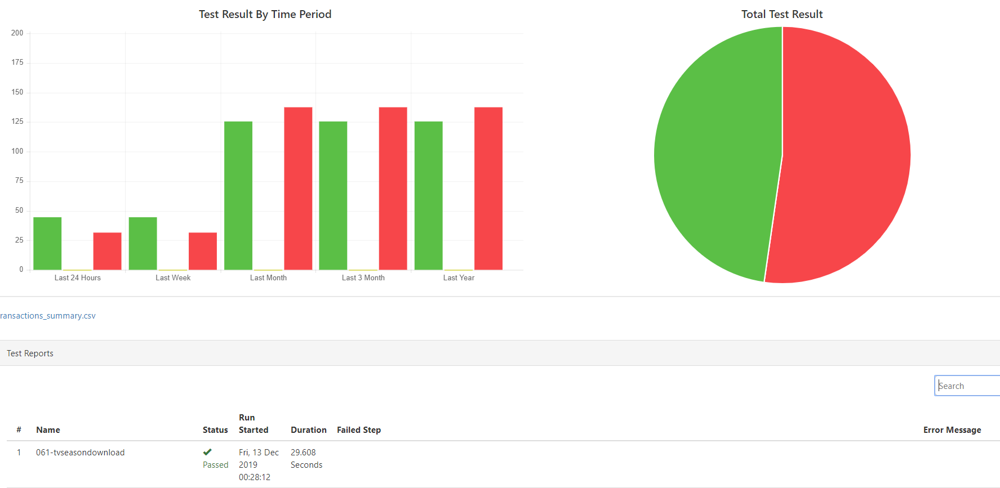 Test Result By Time Period
200
175
150
125
100
75
50
25
0
Last 24 Hours
Last Week
Last Month
Last 3 Month
Last Year
Total Test Result
ransactions_summary.csv
Test Reports
Search
# Name Status Run Started Duration Failed Step Error Message
1 061-tvseasondownload Passed Fri, 13 Dec 2019 00:28:12 29.608 Seconds